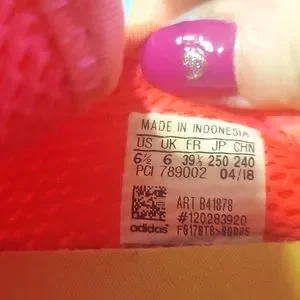 MADE IN INDONESIA
US UK FR JP CHN
6½ 6 39⅓ 250 240
PCI 789002 04/18
ART B41878
#120283920
adidas